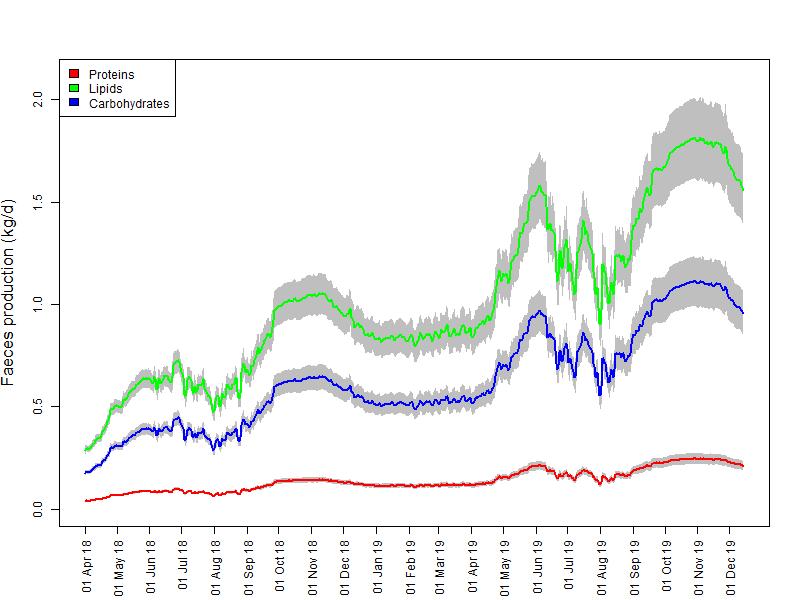 Proteins
Lipids
Carbohydrates
Faeces production (kg/d)
2.0
1.5
1.0
0.5
0.0
01 Apr 18
01 May 18
01 Jun 18
01 Jul 18
01 Aug 18
01 Sep 18
01 Oct 18
01 Nov 18
01 Dec 18
01 Jan 19
01 Feb 19
01 Mar 19
01 Apr 19
01 May 19
01 Jun 19
01 Jul 19
01 Aug 19
01 Sep 19
01 Oct 19
01 Nov 19
01 Dec 19